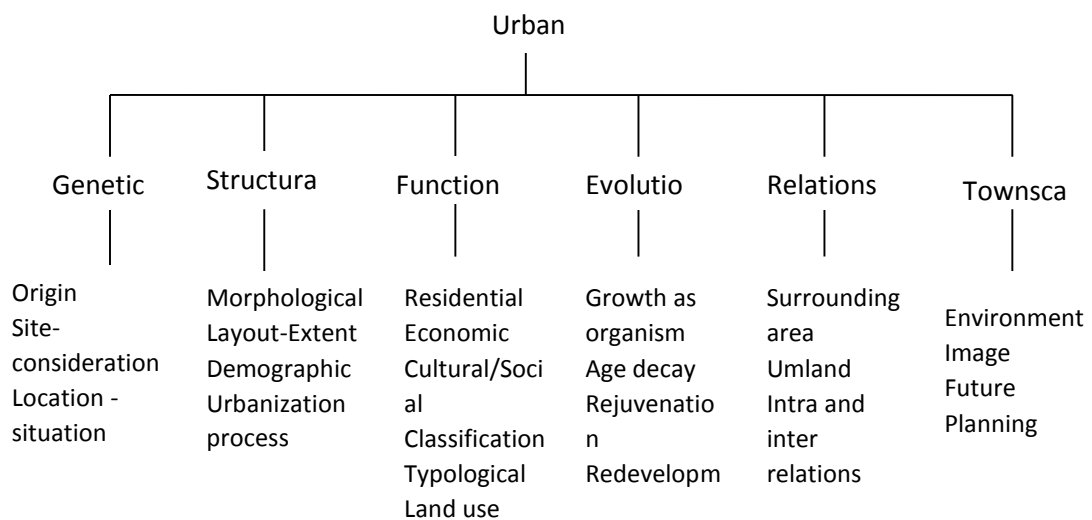 Urban
Genetic
Structura
Function
Evolutio
Relations
Townsca
Origin
Site-
consideration
Location -
situation
Morphological
Layout-Extent
Demographic
Urbanization
process
Residential
Economic
Cultural/Soci
al
Classification
Typological
Land use
Growth as
organism
Age decay
Rejuvenatio
n
Redevelopm
Surrounding
area
Umland
Intra and
inter
relations
Environment
Image
Future
Planning